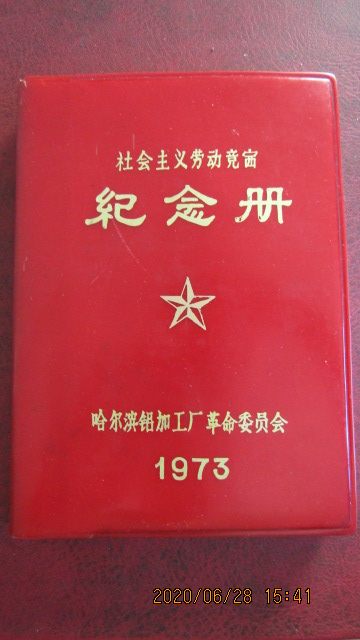 社会主义劳动竞赛
纪念册
哈尔滨铝加工厂革命委员会
1973
2020/06/28 15:41